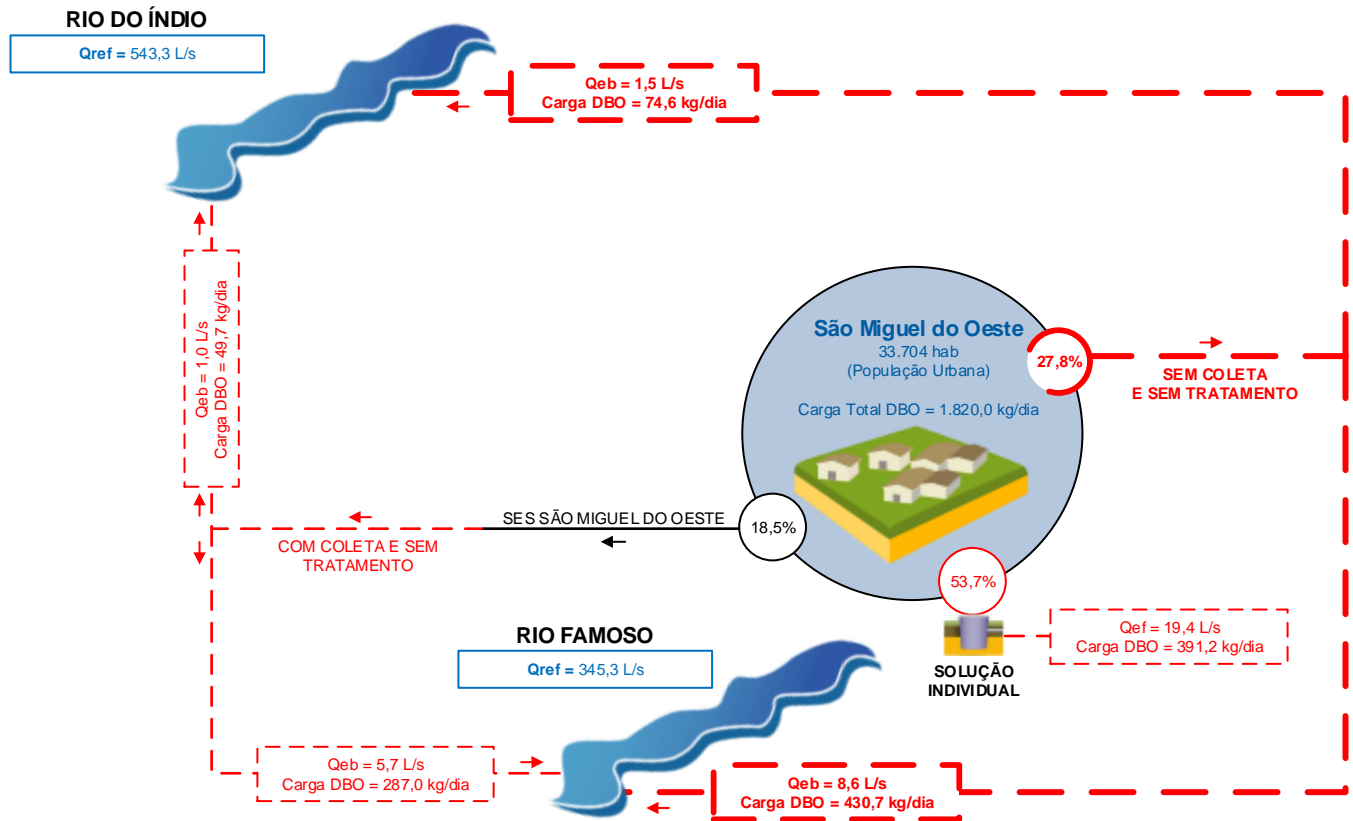 RIO DO ÍNDIO
Qref = 543,3 L/s
Qeb = 1,5 L/s
Carga DBO = 74,6 kg/dia
Qeb = 1,0 L/s
Carga DBO = 49,7 kg/dia
São Miguel do Oeste
33.704 hab
(População Urbana)
Carga Total DBO = 1.820,0 kg/dia
27,8%
SEM COLETA
E SEM TRATAMENTO
SES SÃO MIGUEL DO OESTE
18,5%
COM COLETA E SEM
TRATAMENTO
53,7%
Qef = 19,4 L/s
Carga DBO = 391,2 kg/dia
SOLUÇÃO
INDIVIDUAL
RIO FAMOSO
Qref = 345,3 L/s
Qeb = 5,7 L/s
Carga DBO = 287,0 kg/dia
Qeb = 8,6 L/s
Carga DBO = 430,7 kg/dia